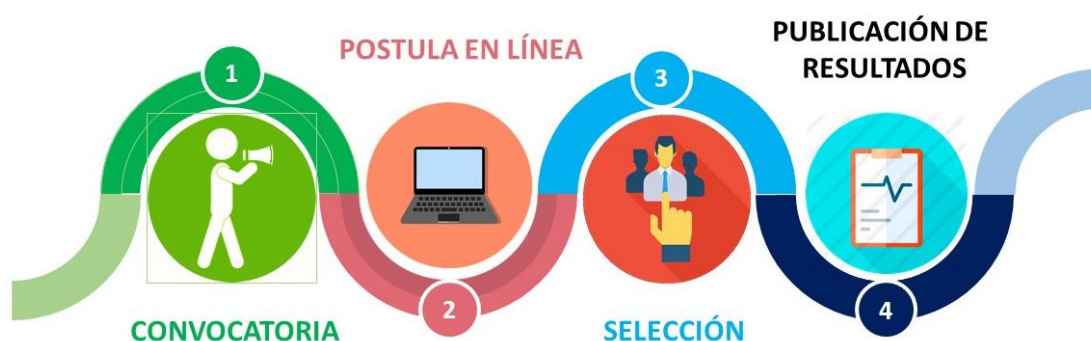 1
CONVOCATORIA
POSTULA EN LÍNEA
2
3
SELECCIÓN
PUBLICACIÓN DE
RESULTADOS
4